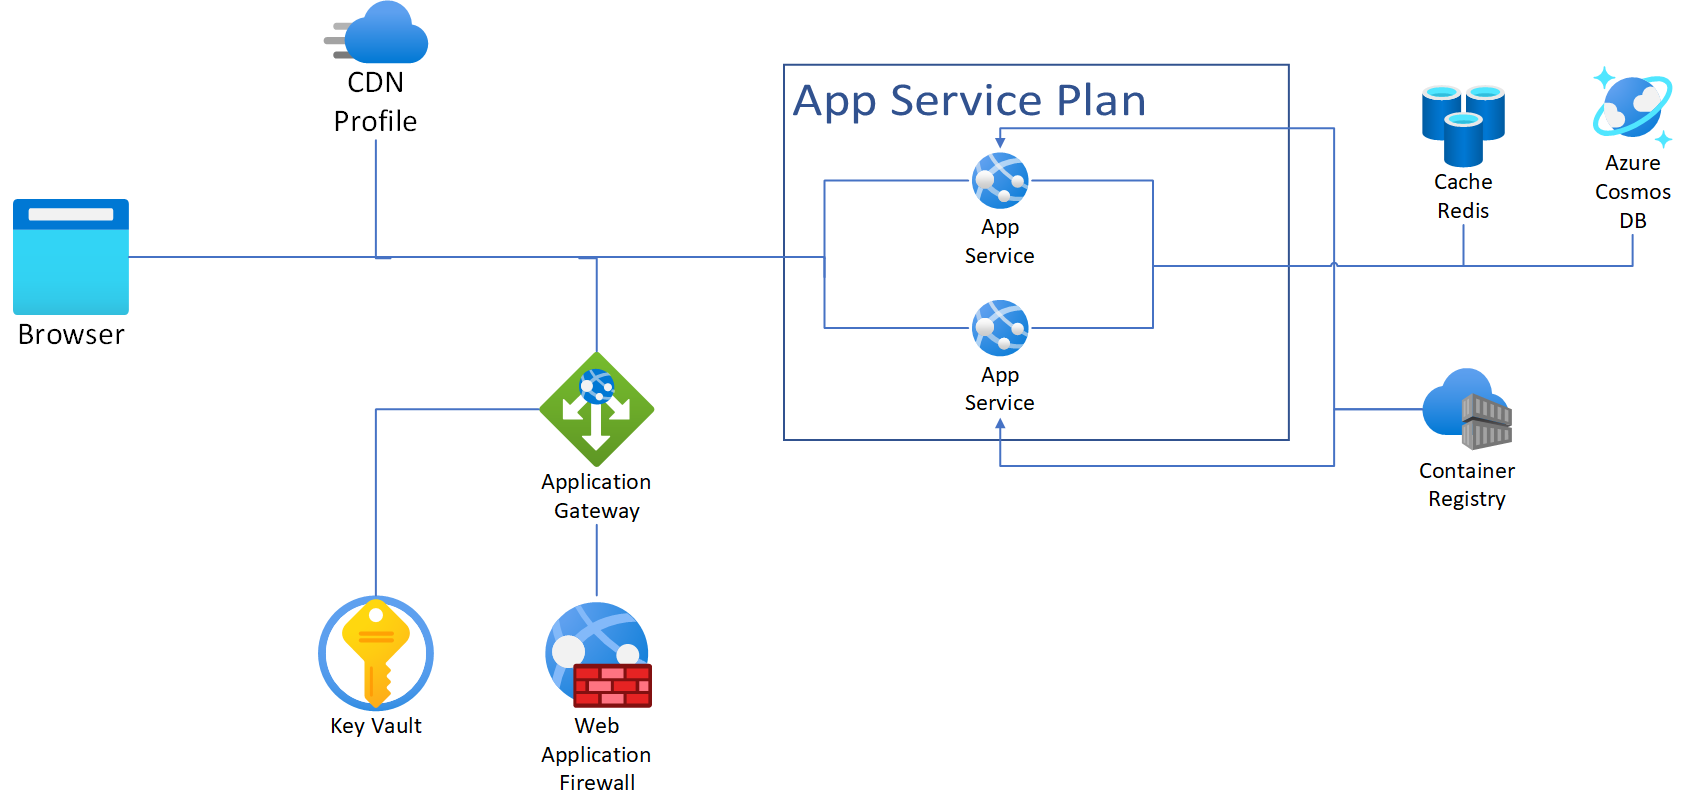 CDN
Profile
App Service Plan
Browser
App
Service
App
Service
Cache
Redis
Azure
Cosmos
DB
Container
Registry
Application
Gateway
Key Vault
Web
Application
Firewall